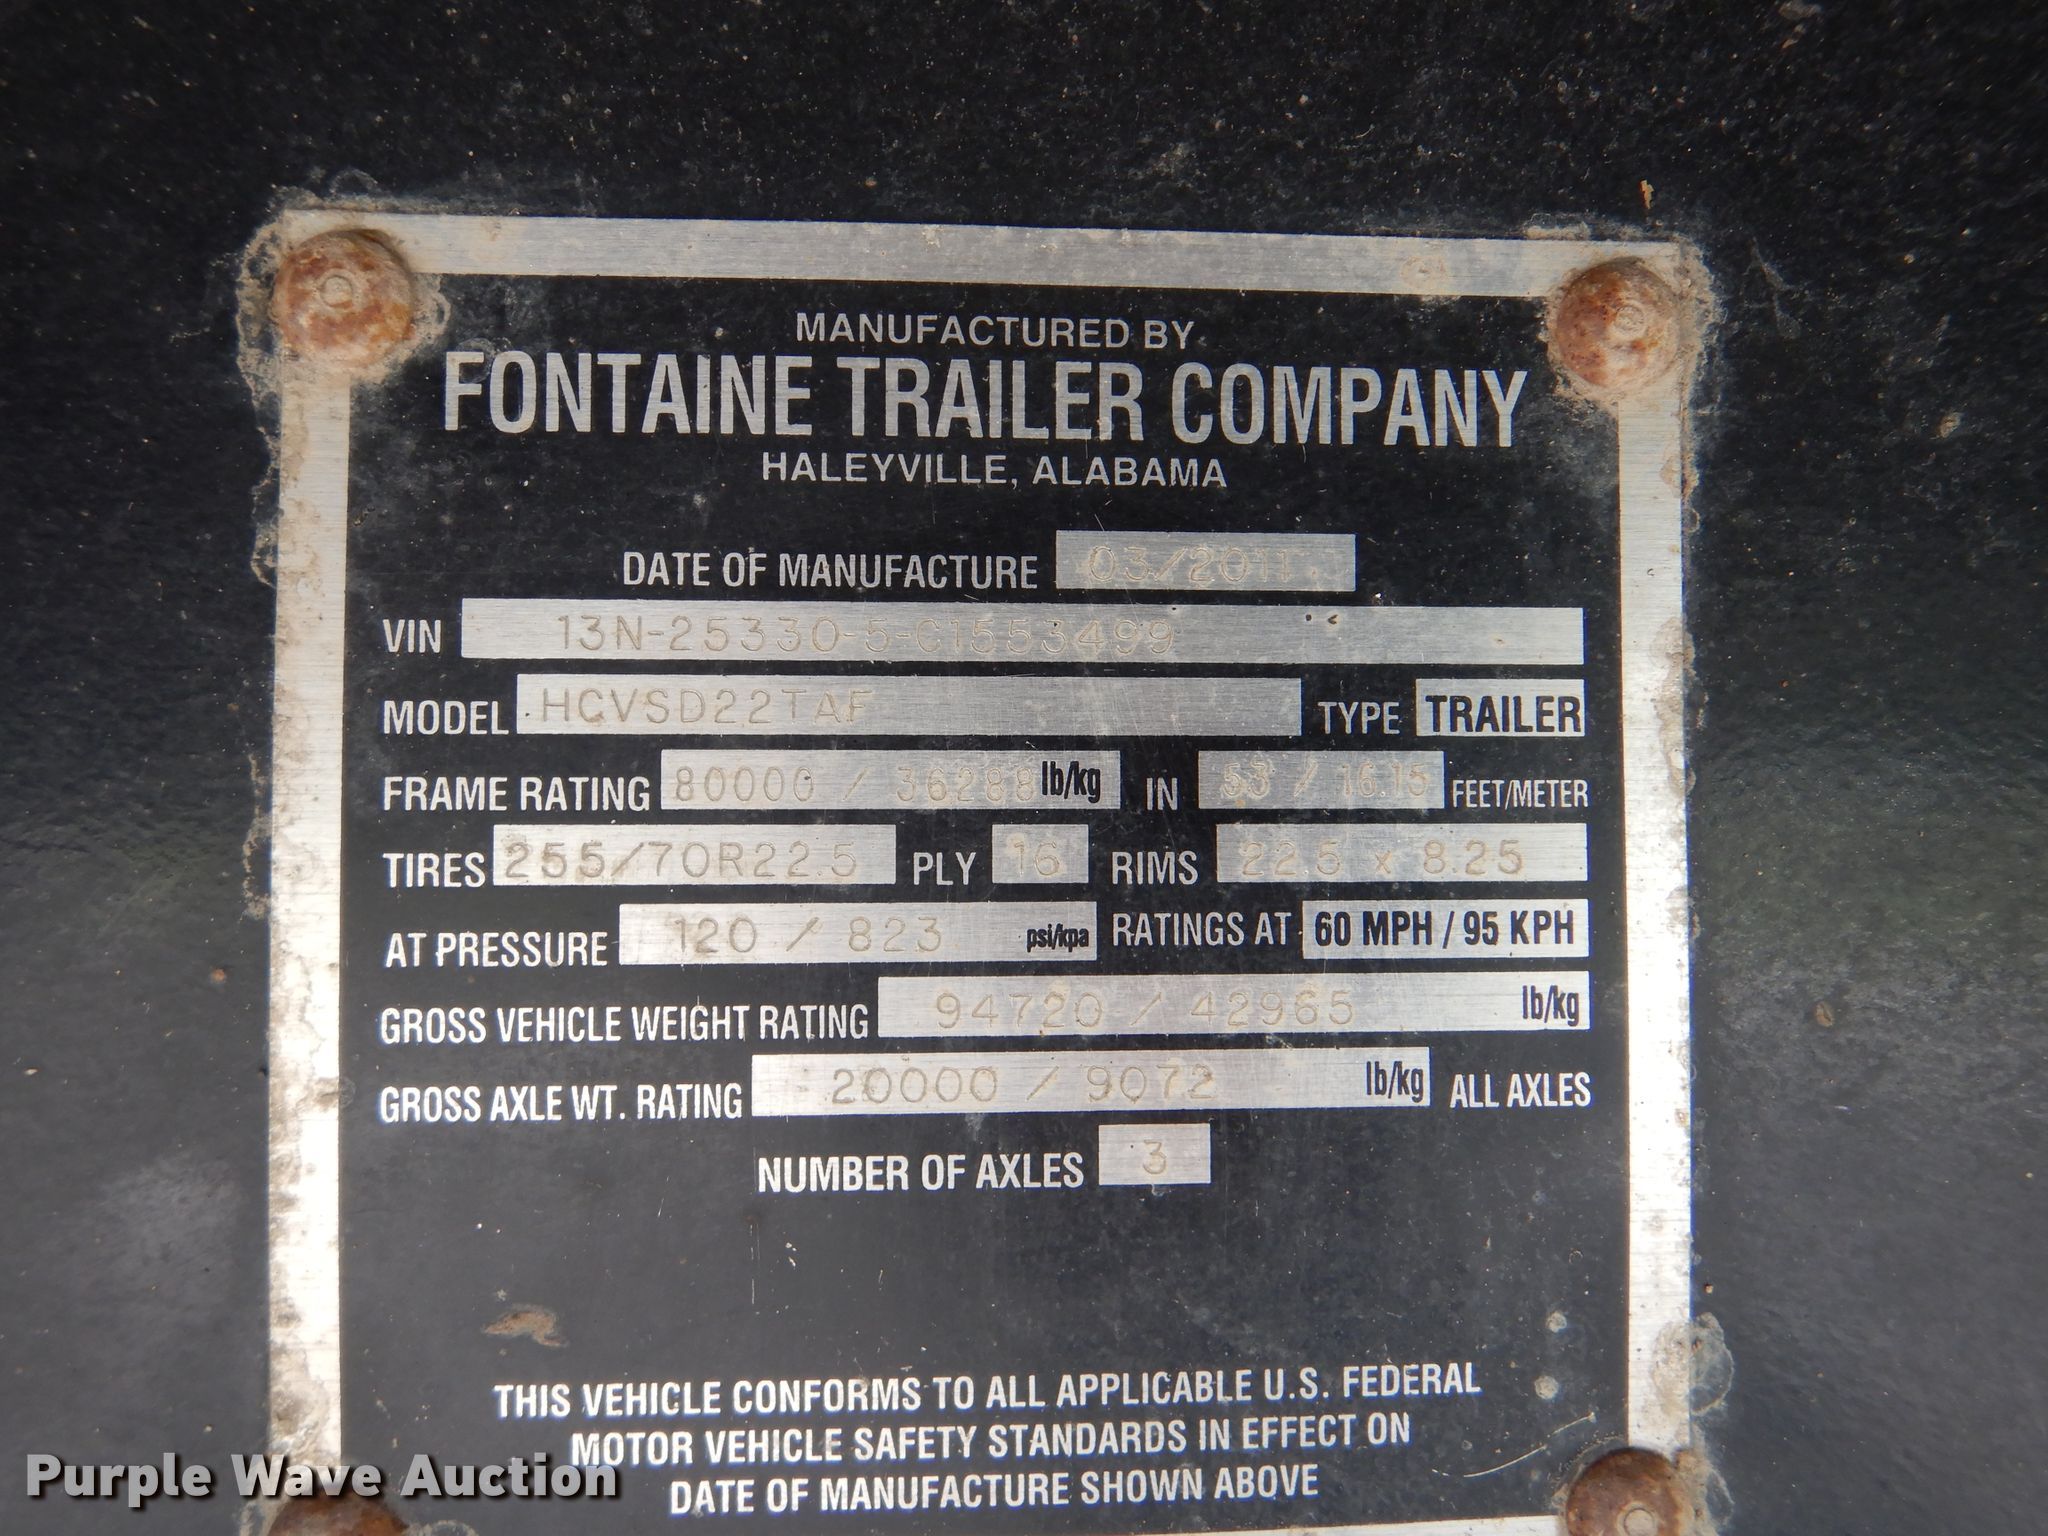 MANUFACTURED BY
FONTAINE TRAILER COMPANY
HALEYVILLE, ALABAMA
DATE OF MANUFACTURE 03/2011
VIN 13N-25330-5-C1553499
MODEL HCVSD22TAF TYPE TRAILER
FRAME RATING 80000 / 36288 lb/kg IN 53 / 16.15 FEET/METER
TIRES 255/70R22.5 PLY 16 RIMS 22.5 x 8.25
AT PRESSURE 120 / 823 psi/kpa RATINGS AT 60 MPH / 95 KPH
GROSS VEHICLE WEIGHT RATING 94720 / 42965 lb/kg
GROSS AXLE WT. RATING 20000 / 9072 lb/kg ALL AXLES
NUMBER OF AXLES 3
THIS VEHICLE CONFORMS TO ALL APPLICABLE U.S. FEDERAL
MOTOR VEHICLE SAFETY STANDARDS IN EFFECT ON
DATE OF MANUFACTURE SHOWN ABOVE
Purple Wave Auction